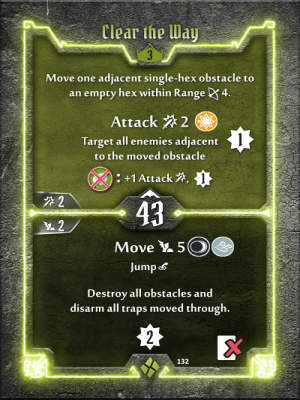 Clear the Way
3
Move one adjacent single-hex obstacle to
an empty hex within Range 4.
Attack 2
Target all enemies adjacent
to the moved obstacle
1
: +1 Attack , 1
2
43
2
Move 5
Jump
Destroy all obstacles and
disarm all traps moved through.
2
132